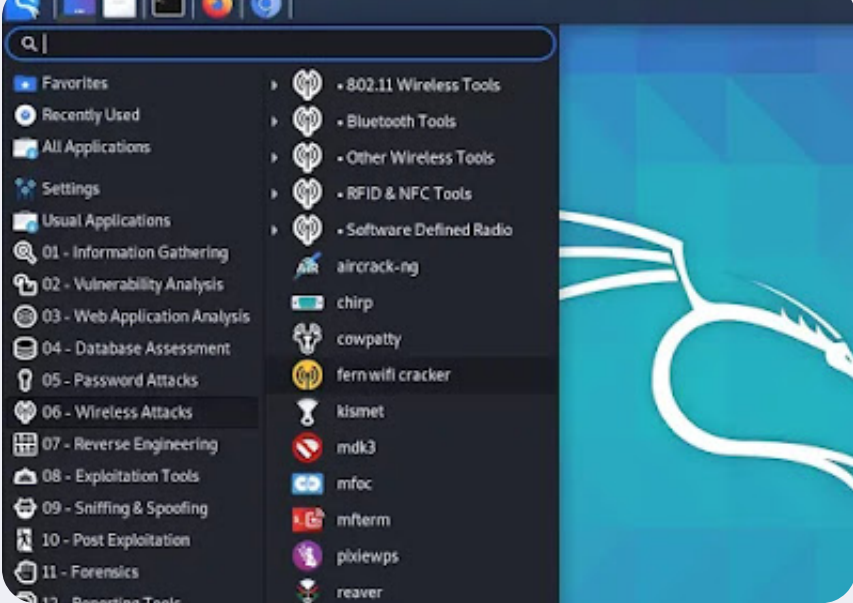 Favorites
Recently Used
All Applications
Settings
Usual Applications
01 - Information Gathering
02 - Vulnerability Analysis
03 - Web Application Analysis
04 - Database Assessment
05 - Password Attacks
06 - Wireless Attacks
07 - Reverse Engineering
08 - Exploitation Tools
09 - Sniffing & Spoofing
10 - Post Exploitation
11 - Forensics
12 - Reporting Tools
• 802.11 Wireless Tools
• Bluetooth Tools
• Other Wireless Tools
• RFID & NFC Tools
• Software Defined Radio
aircrack-ng
chirp
cowpatty
fern wifi cracker
kismet
mdk3
mfoc
mfterm
pixiewps
reaver